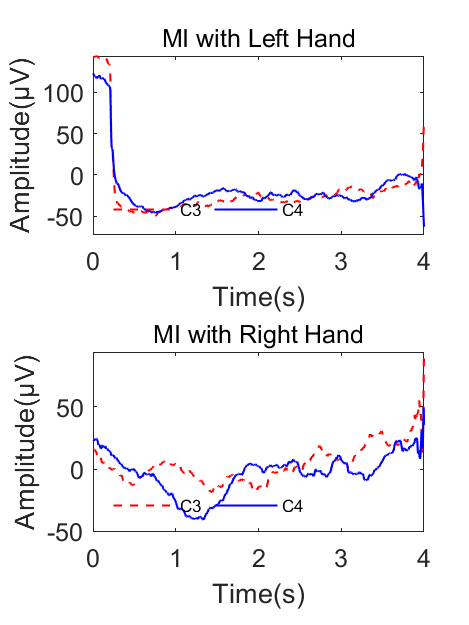 MI with Left Hand
Amplitude(μV)
100
50
0
-50
C3 C4
0 1 2 3 4
Time(s)
MI with Right Hand
Amplitude(μV)
50
0
-50
C3 C4
0 1 2 3 4
Time(s)